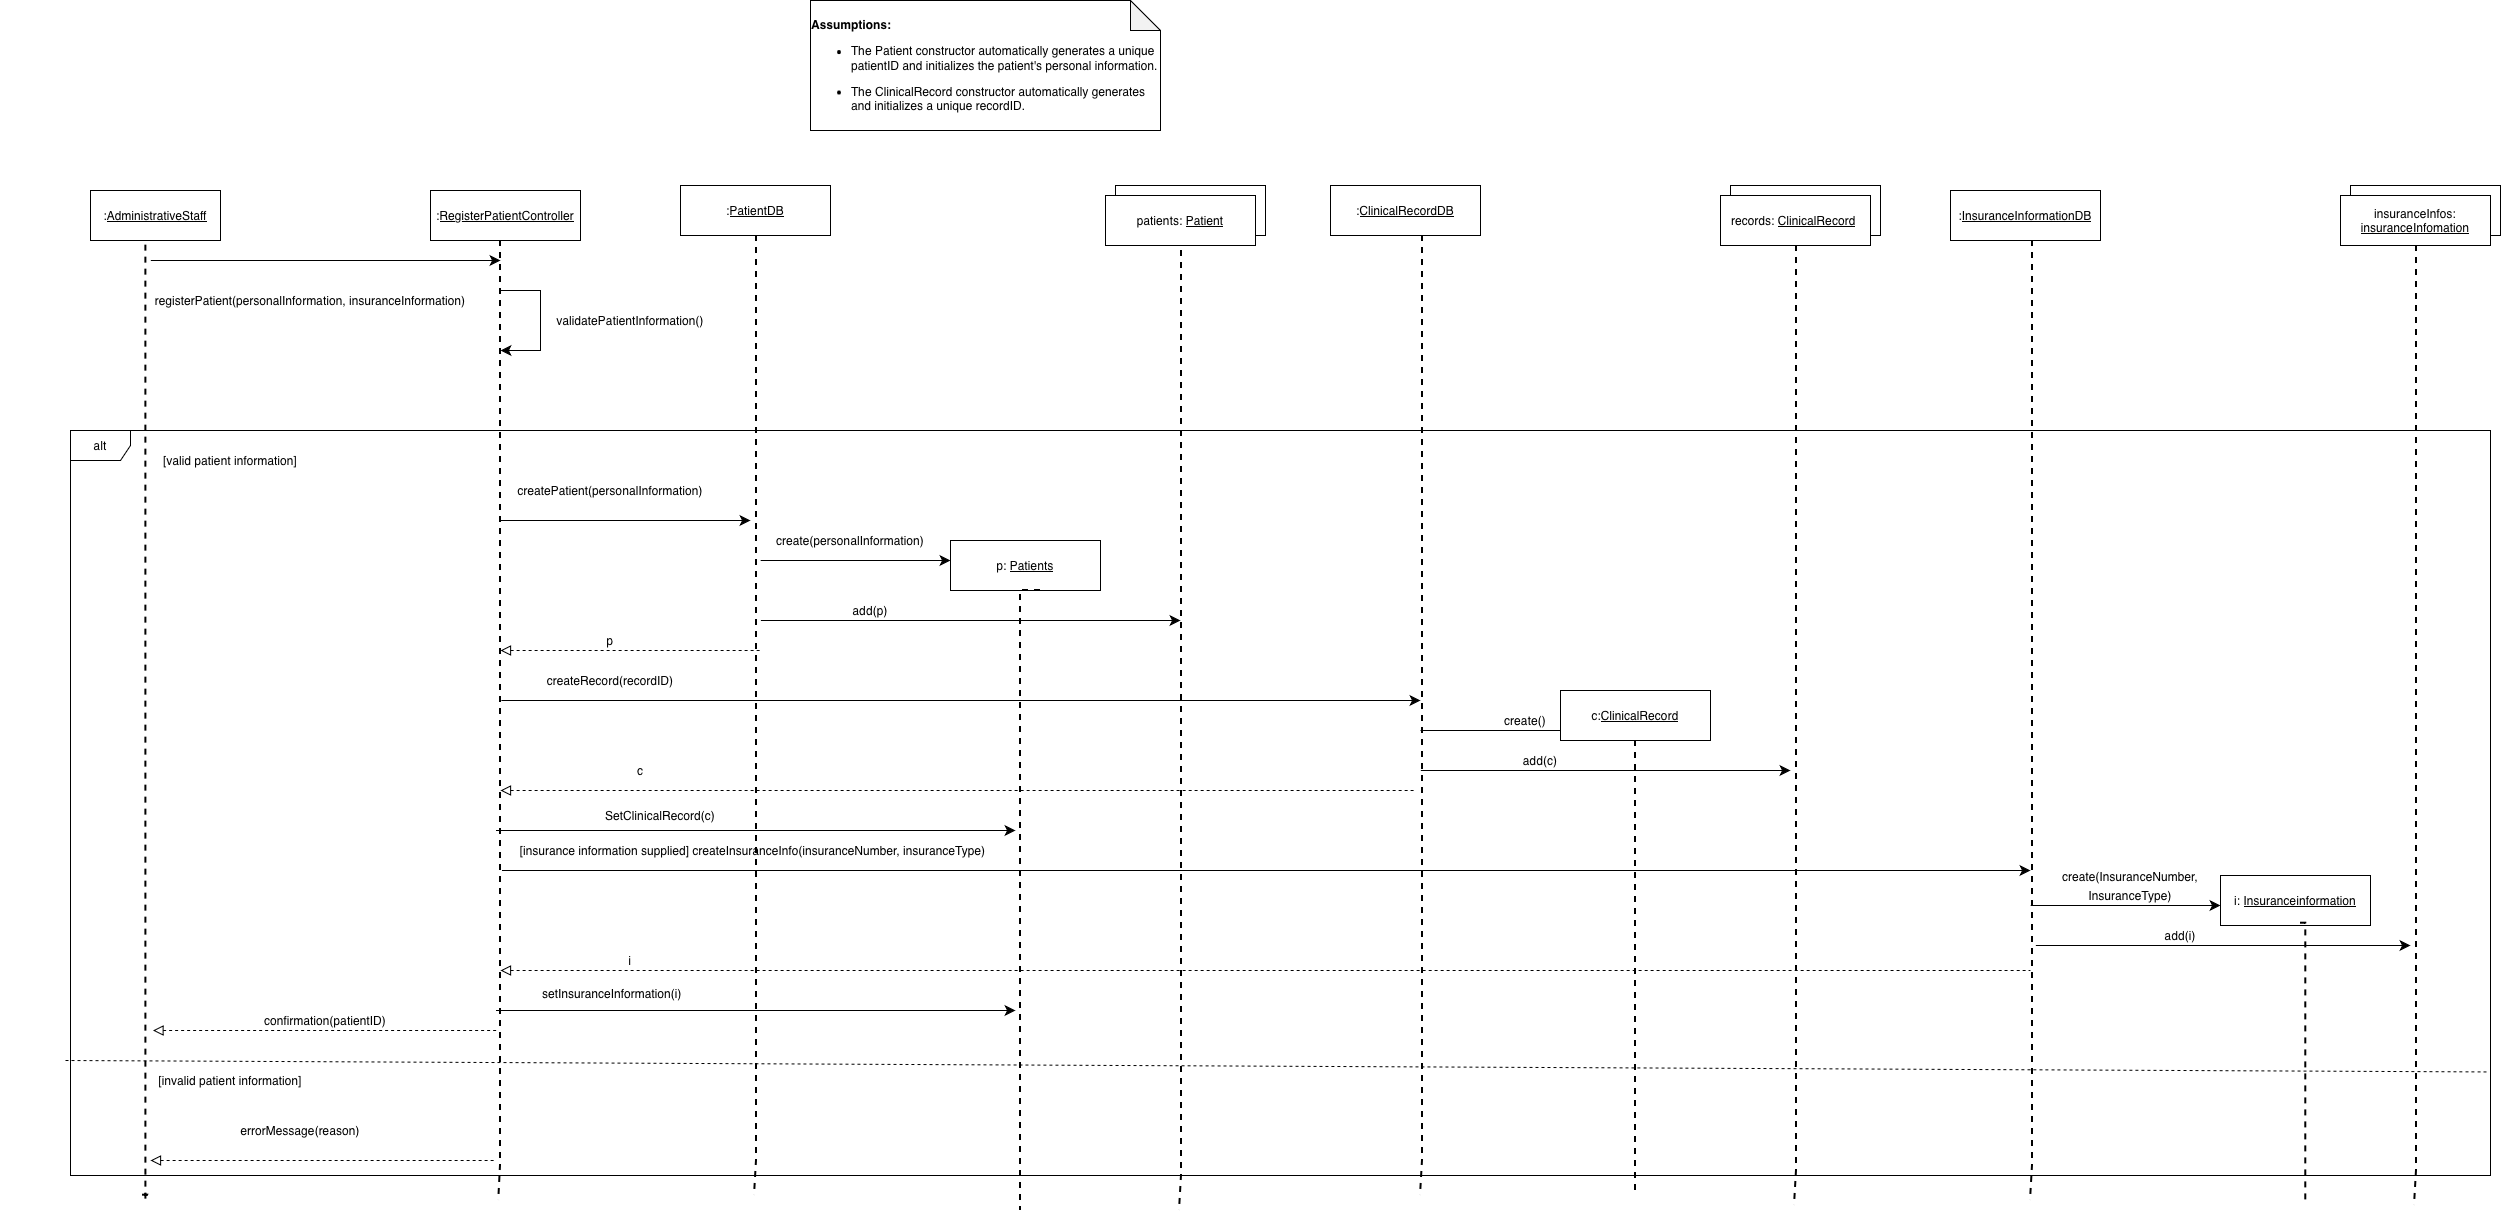 Assumptions:
• The Patient constructor automatically generates a unique
patientID and initializes the patient's personal information.
• The ClinicalRecord constructor automatically generates
and initializes a unique recordID.
:AdministrativeStaff
:RegisterPatientController
:PatientDB
patients: Patient
:ClinicalRecordDB
records: ClinicalRecord
:InsuranceInformationDB
insuranceInfos:
insuranceInfomation
registerPatient(personalInformation, insuranceInformation)
validatePatientInformation()
alt
[valid patient information]
createPatient(personalInformation)
create(personalInformation)
p: Patients
add(p)
p
createRecord(recordID)
create()
c:ClinicalRecord
add(c)
c
SetClinicalRecord(c)
[insurance information supplied] createInsuranceInfo(insuranceNumber, insuranceType)
create(InsuranceNumber,
InsuranceType)
i: Insuranceinformation
add(i)
i
setInsuranceInformation(i)
confirmation(patientID)
[invalid patient information]
errorMessage(reason)